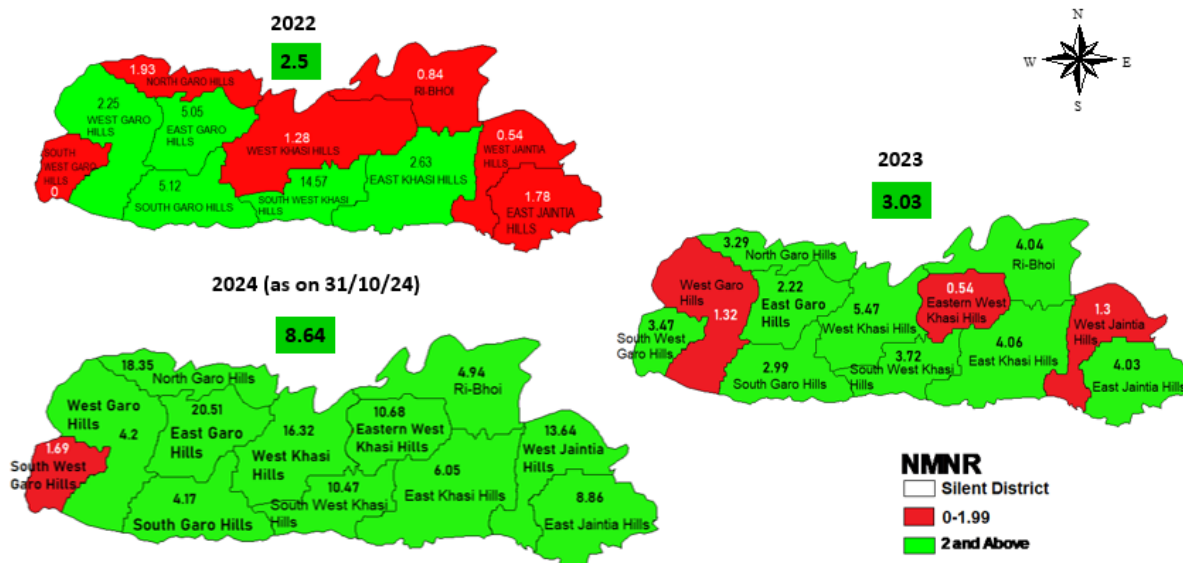 2022
2.5
1.93
NORTH GARO HILLS
0.84
RI-BHOI
2.25
WEST GARO
HILLS
5.05
EAST GARO
HILLS
1.28
WEST KHASI HILLS
0.54
WEST JAINTIA
HILLS
SOUTH
WEST GARO
HILLS
0
5.12
SOUTH GARO HILLS
14.57
SOUTH WEST KHASI
HILLS
2.63
EAST KHASI HILLS
1.78
EAST JAINTIA
HILLS
N
W
E
S
2023
3.03
3.29
North Garo Hills
4.04
Ri-Bhoi
West Garo
Hills
1.32
2.22
East Garo
Hills
5.47
West Khasi Hills
0.54
Eastern West
Khasi Hills
1.3
West Jaintia
Hills
3.47
South West
Garo Hills
2.99
South Garo Hills
3.72
South West Khasi
Hills
4.06
East Khasi Hills
4.03
East Jaintia Hills
2024 (as on 31/10/24)
8.64
18.35
North Garo Hills
4.94
Ri-Bhoi
West Garo
Hills
4.2
20.51
East Garo
Hills
16.32
West Khasi
Hills
10.68
Eastern West
Khasi Hills
13.64
West Jaintia
Hills
1.69
South West
Garo Hills
4.17
South Garo Hills
10.47
South West Khasi
Hills
6.05
East Khasi Hills
8.86
East Jaintia Hills
NMNR
Silent District
0-1.99
2 and Above